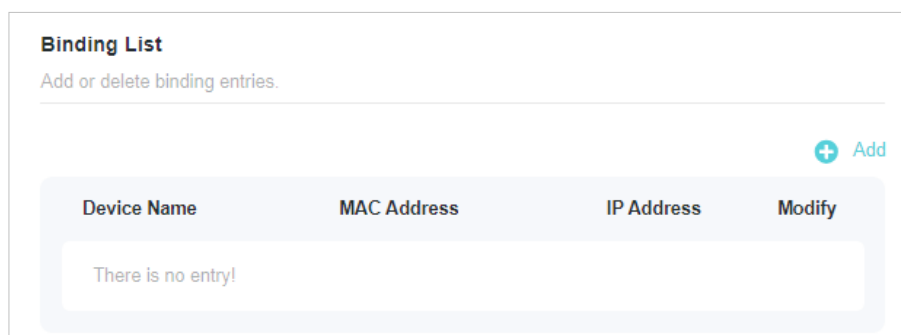 Binding List
Add or delete binding entries.
Add
Device Name MAC Address IP Address Modify
There is no entry!